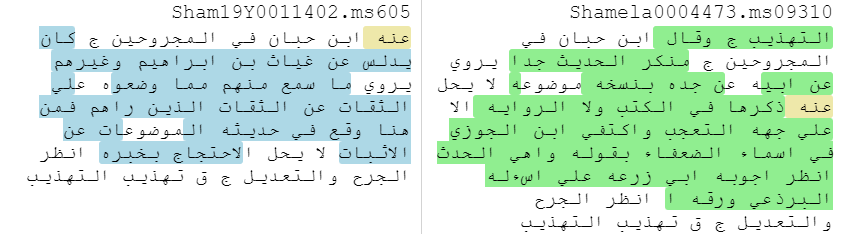 Sham19Y0011402.ms605
عنه ابن حبان في المجروحين ج كان
يدلس عن غياث بن ابراهيم وغيرهم
يروي ما سمع منهم مما وضعوه علي
الثقات عن الثقات الذين راهم فمن
هنا وقع في حديثه الموضوعات عن
الاثبات لا يحل الاحتجاج بخبره انظر
الجرح والتعديل ج ق تهذيب التهذيب
Shamela0004473.ms09310
التهذيب ج وقال ابن حبان في
المجروحين ج منكر الحديث جدا يروي
عن ابيه عن جده بنسخه موضوعه لا يحل
عنه ذكرها في الكتب ولا الروايه الا
علي جهه التعجب واكتفي ابن الجوزي
في اسماء الضعفاء بقوله واهي الحدث
انظر اجوبه ابي زرعه علي اسءله
البرذعي ورقه ا انظر الجرح
والتعديل ج ق تهذيب التهذيب